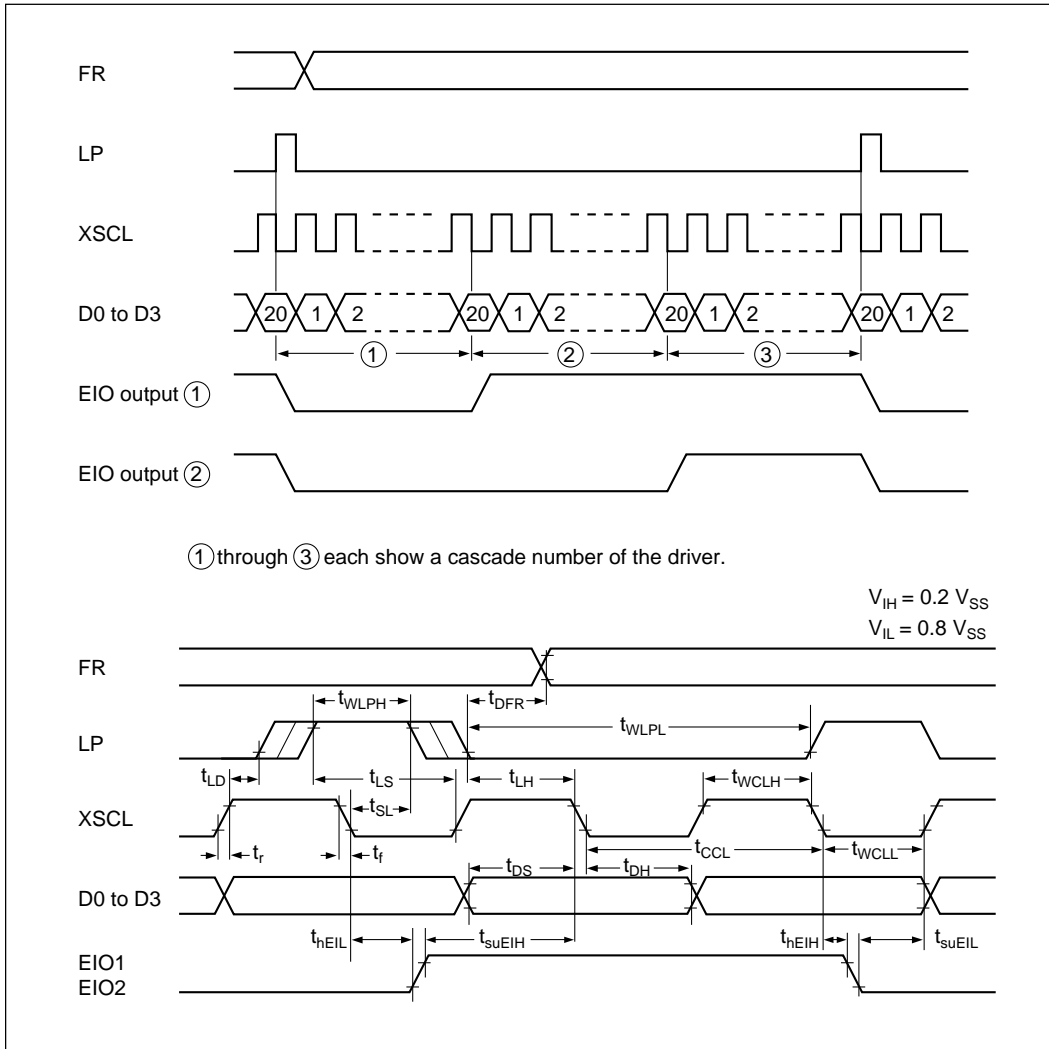 FR
LP
XSCL
D0 to D3 20 1 2 20 1 2 20 1 2 20 1 2
① ② ③
EIO output ①
EIO output ②
① through ③ each show a cascade number of the driver.
V_IH = 0.2 V_SS
V_IL = 0.8 V_SS
FR
t_WLPH t_DFR
LP t_WLPL
t_LD t_LS t_LH t_WCLH
t_SL
XSCL
t_r t_f t_CCL t_WCLL
t_DS t_DH
D0 to D3
t_hEIL t_suEIH t_hEIH t_suEIL
EIO1
EIO2